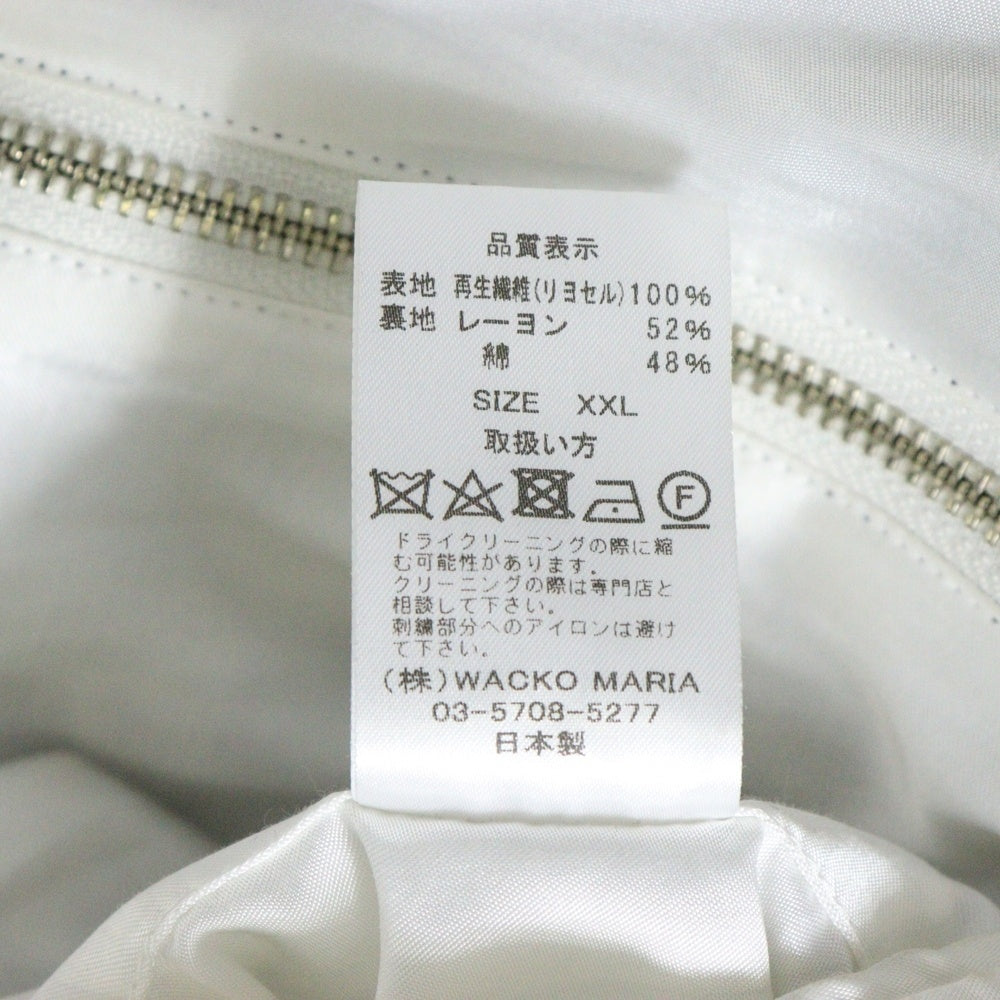 品質表示
表地 再生繊維(リヨセル)100%
裏地 レーヨン 52%
綿 48%
SIZE XXL
取扱い方
F
ドライクリーニングの際に縮
む可能性があります。
クリーニングの際は専門店と
相談して下さい。
刺繍部分へのアイロンは避け
て下さい。
(株)WACKO MARIA
03-5708-5277
日本製